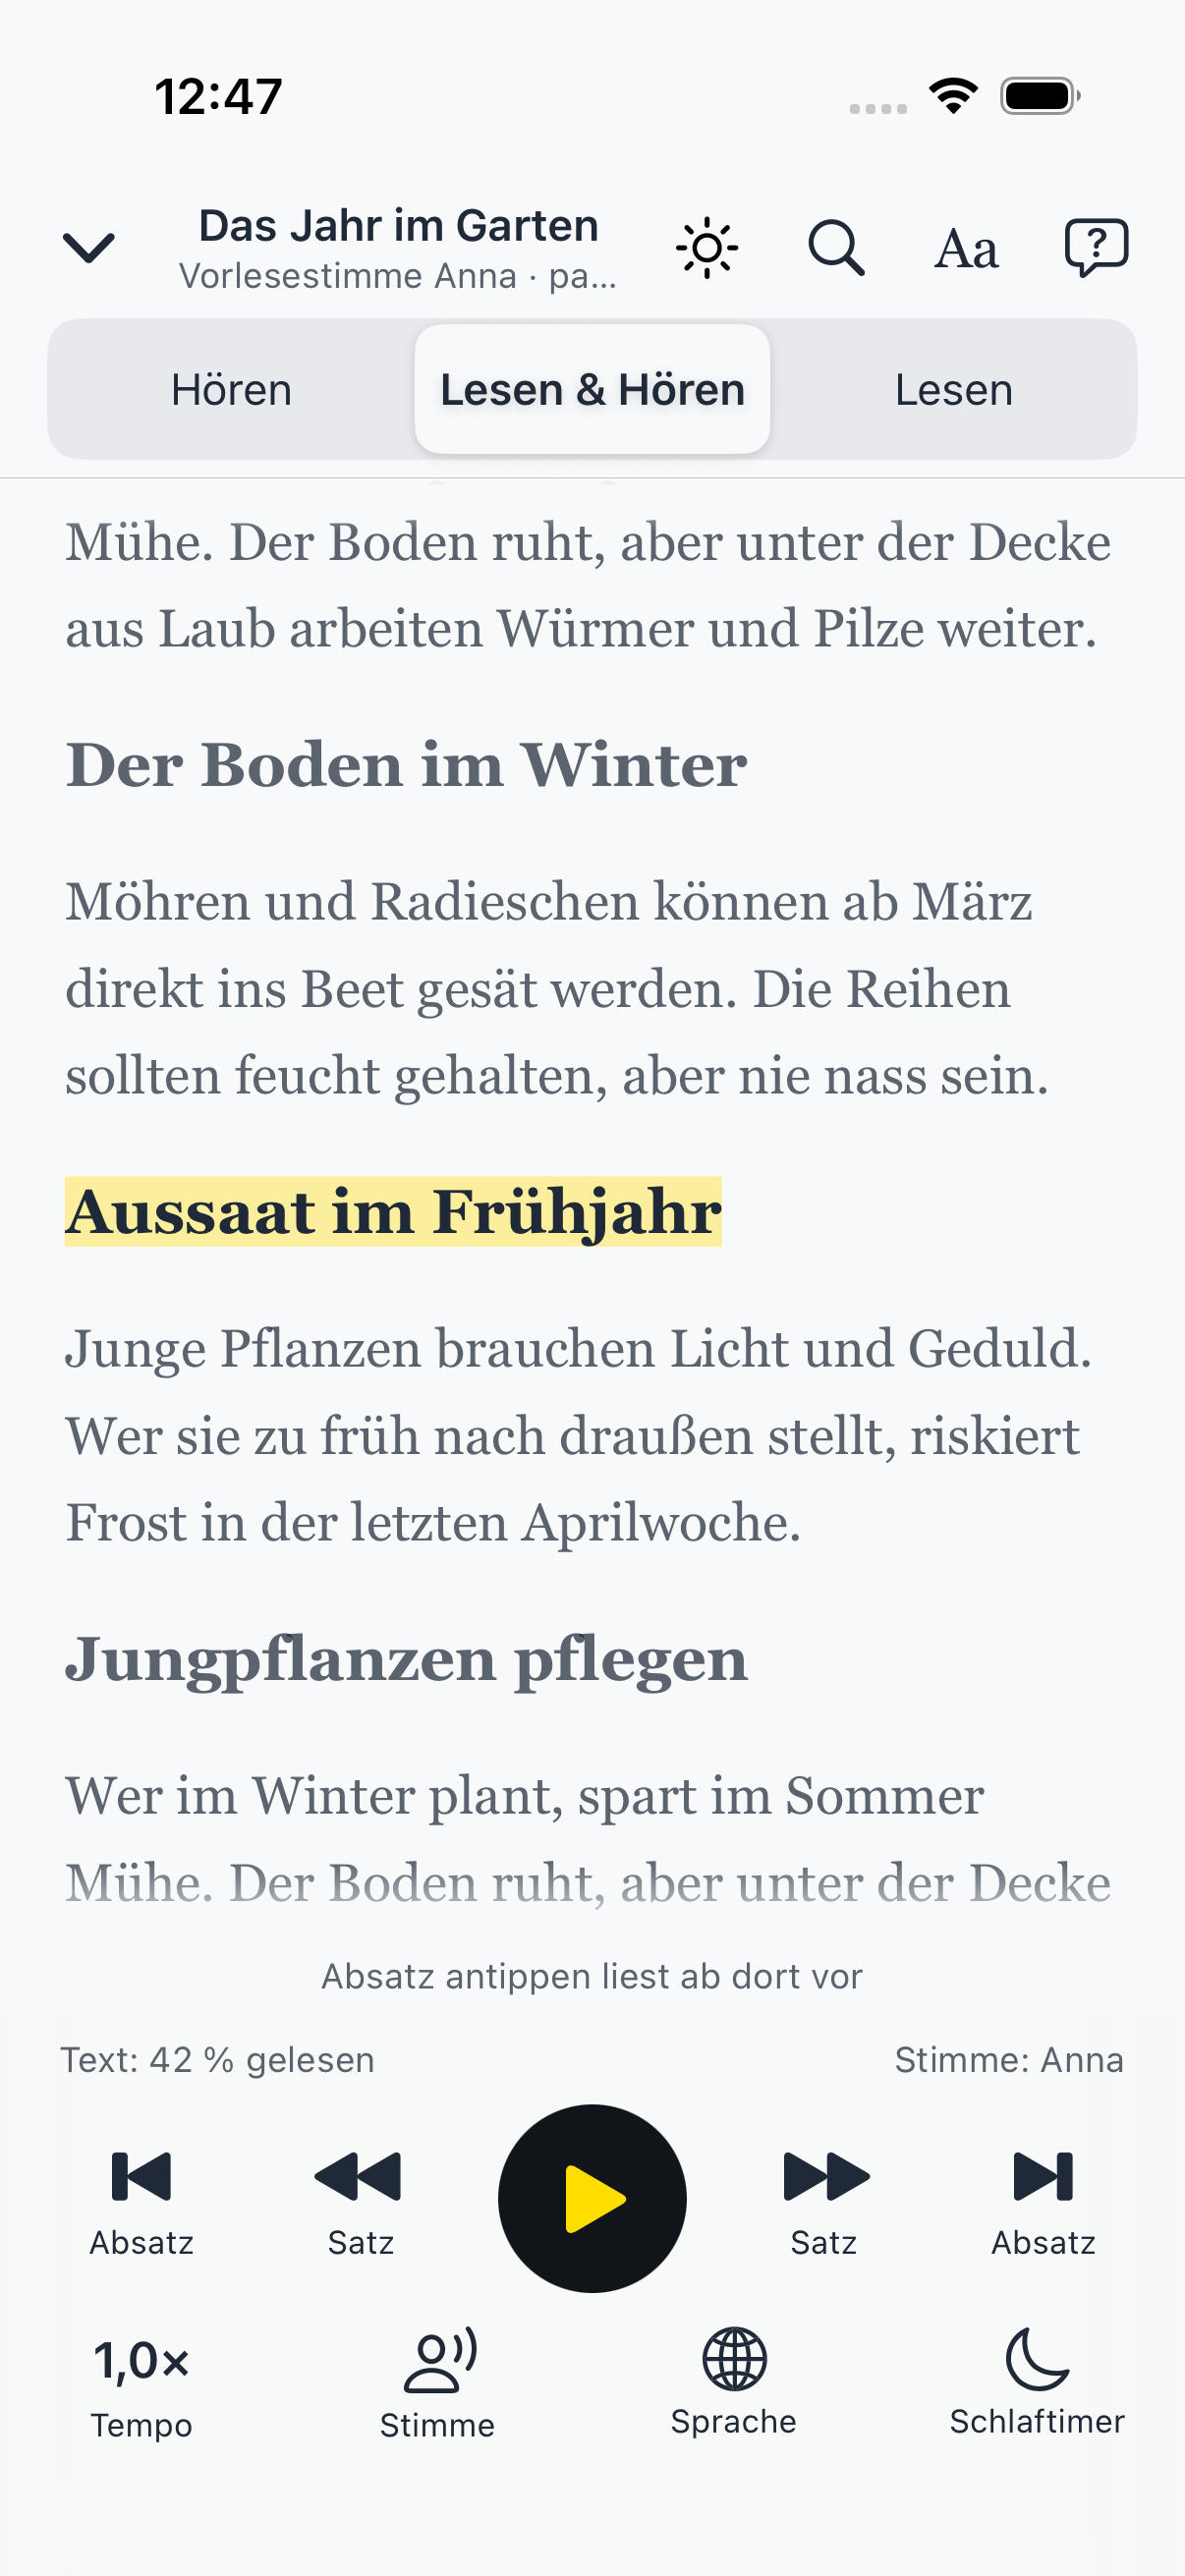 12:47
Das Jahr im Garten
Vorlesestimme Anna · pa...
Aa
?
Hören
Lesen & Hören
Lesen
Mühe. Der Boden ruht, aber unter der Decke
aus Laub arbeiten Würmer und Pilze weiter.
Der Boden im Winter
Möhren und Radieschen können ab März
direkt ins Beet gesät werden. Die Reihen
sollten feucht gehalten, aber nie nass sein.
Aussaat im Frühjahr
Junge Pflanzen brauchen Licht und Geduld.
Wer sie zu früh nach draußen stellt, riskiert
Frost in der letzten Aprilwoche.
Jungpflanzen pflegen
Wer im Winter plant, spart im Sommer
Mühe. Der Boden ruht, aber unter der Decke
Absatz antippen liest ab dort vor
Text: 42 % gelesen
Stimme: Anna
Absatz
Satz
Satz
Absatz
1,0×
Tempo
Stimme
Sprache
Schlaftimer